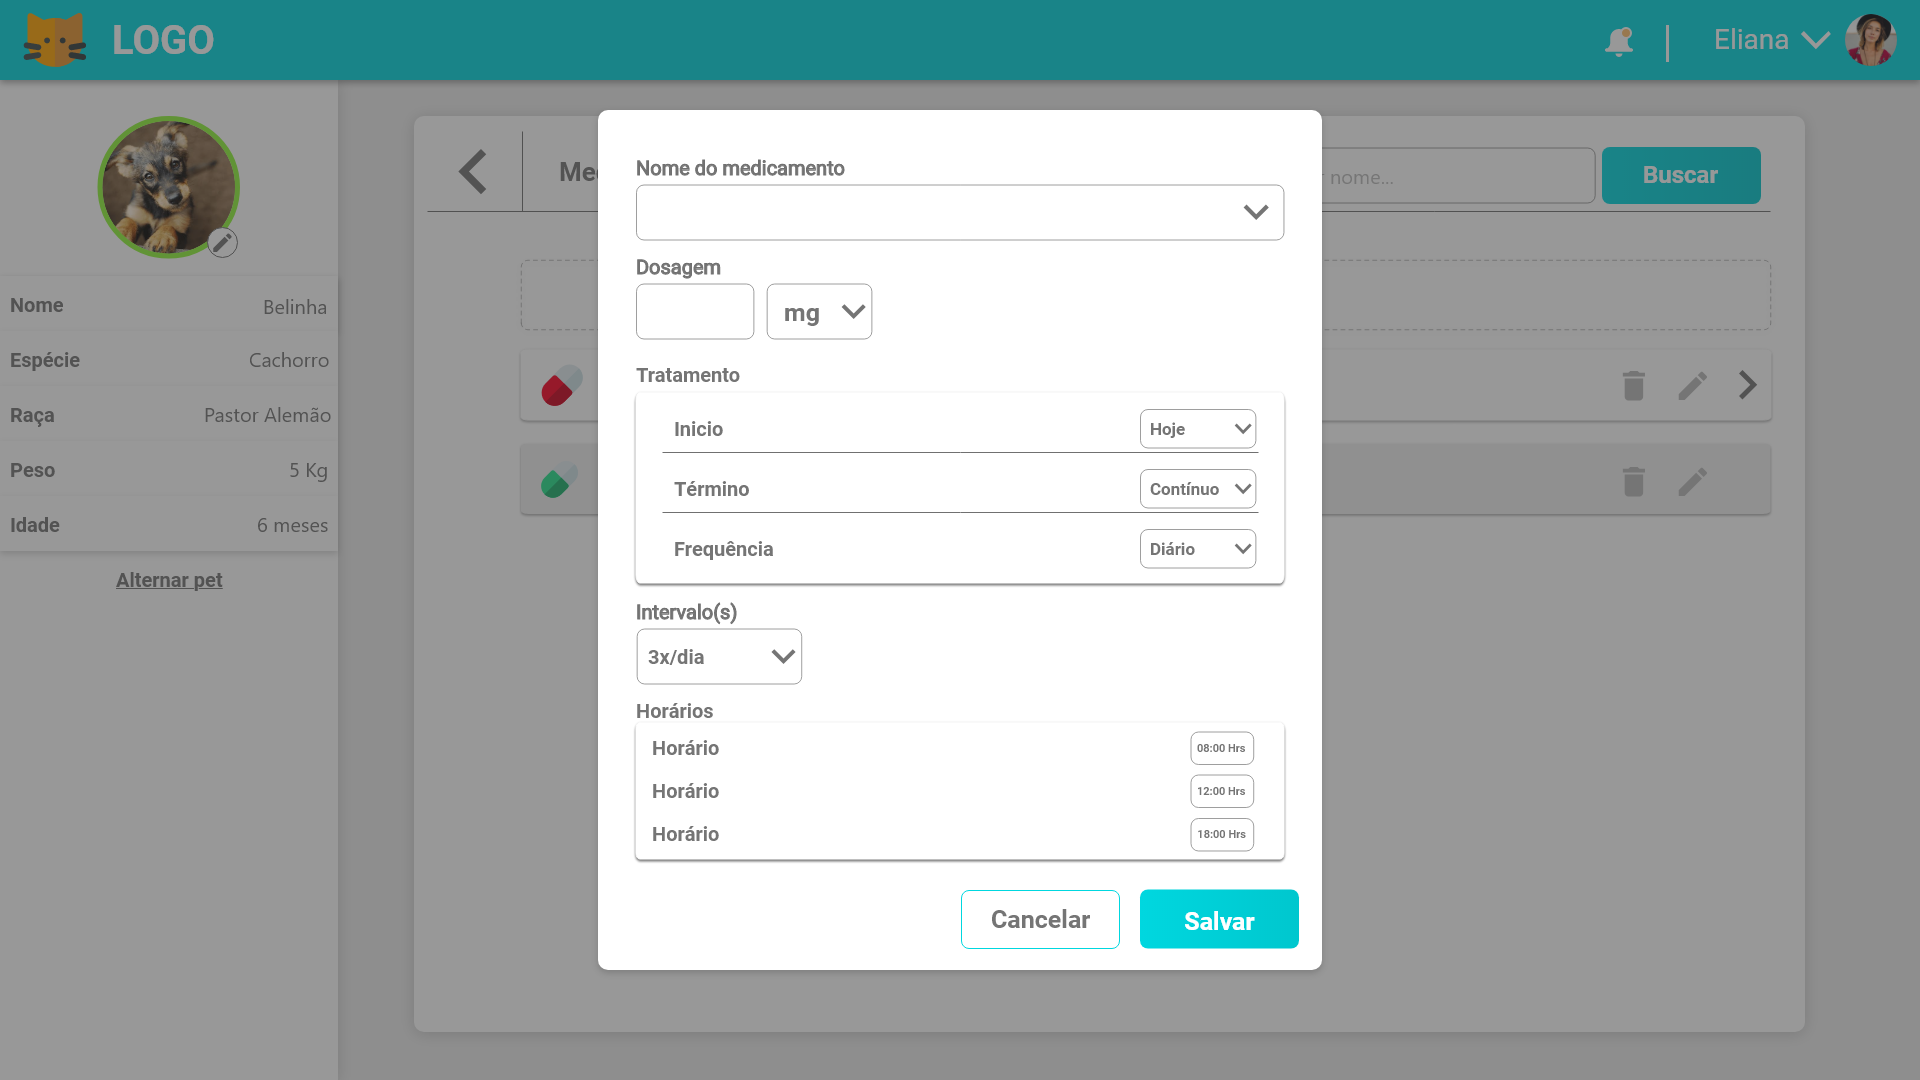 LOGO
Eliana
Nome Belinha
Espécie Cachorro
Raça Pastor Alemão
Peso 5 Kg
Idade 6 meses
Alternar pet
nome...
Buscar
Nome do medicamento
Dosagem
mg
Tratamento
Inicio Hoje
Término Contínuo
Frequência Diário
Intervalo(s)
3x/dia
Horários
Horário 08:00 Hrs
Horário 12:00 Hrs
Horário 18:00 Hrs
Cancelar Salvar